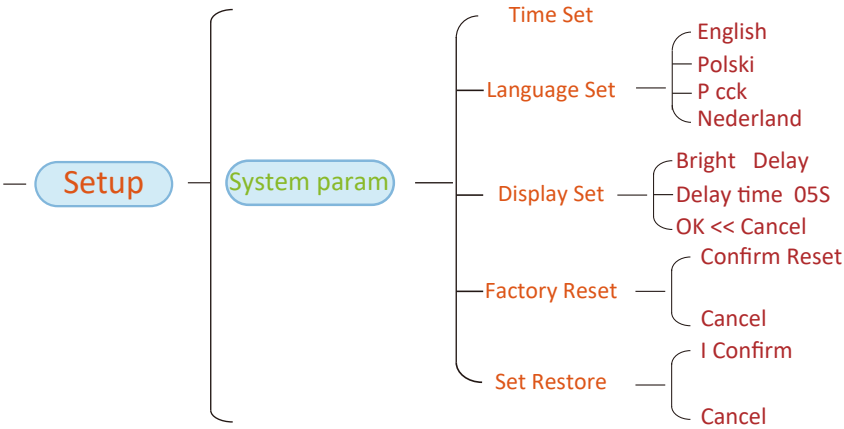 Setup
System param
Time Set
Language Set
English
Polski
P cck
Nederland
Display Set
Bright Delay
Delay time 05S
OK << Cancel
Factory Reset
Confirm Reset
Cancel
Set Restore
I Confirm
Cancel